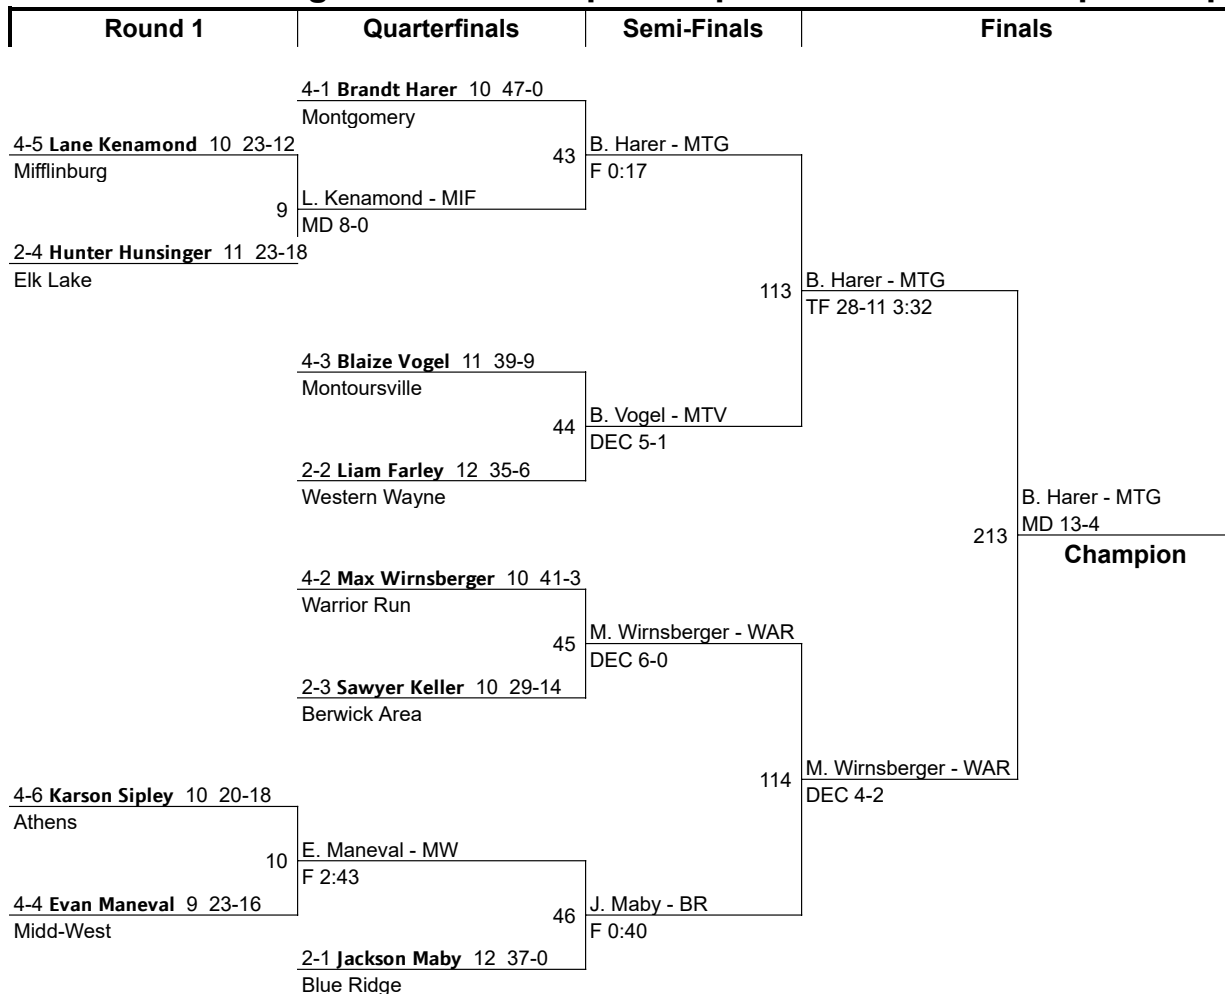 Round 1
Quarterfinals
Semi-Finals
Finals
4-1 Brandt Harer 10 47-0
Montgomery
4-5 Lane Kenamond 10 23-12
Mifflinburg
43
B. Harer - MTG
F 0:17
9
L. Kenamond - MIF
MD 8-0
2-4 Hunter Hunsinger 11 23-18
Elk Lake
113
B. Harer - MTG
TF 28-11 3:32
4-3 Blaize Vogel 11 39-9
Montoursville
44
B. Vogel - MTV
DEC 5-1
2-2 Liam Farley 12 35-6
Western Wayne
213
B. Harer - MTG
MD 13-4
Champion
4-2 Max Wirnsberger 10 41-3
Warrior Run
45
M. Wirnsberger - WAR
DEC 6-0
2-3 Sawyer Keller 10 29-14
Berwick Area
114
M. Wirnsberger - WAR
DEC 4-2
4-6 Karson Sipley 10 20-18
Athens
10
E. Maneval - MW
F 2:43
4-4 Evan Maneval 9 23-16
Midd-West
46
J. Maby - BR
F 0:40
2-1 Jackson Maby 12 37-0
Blue Ridge